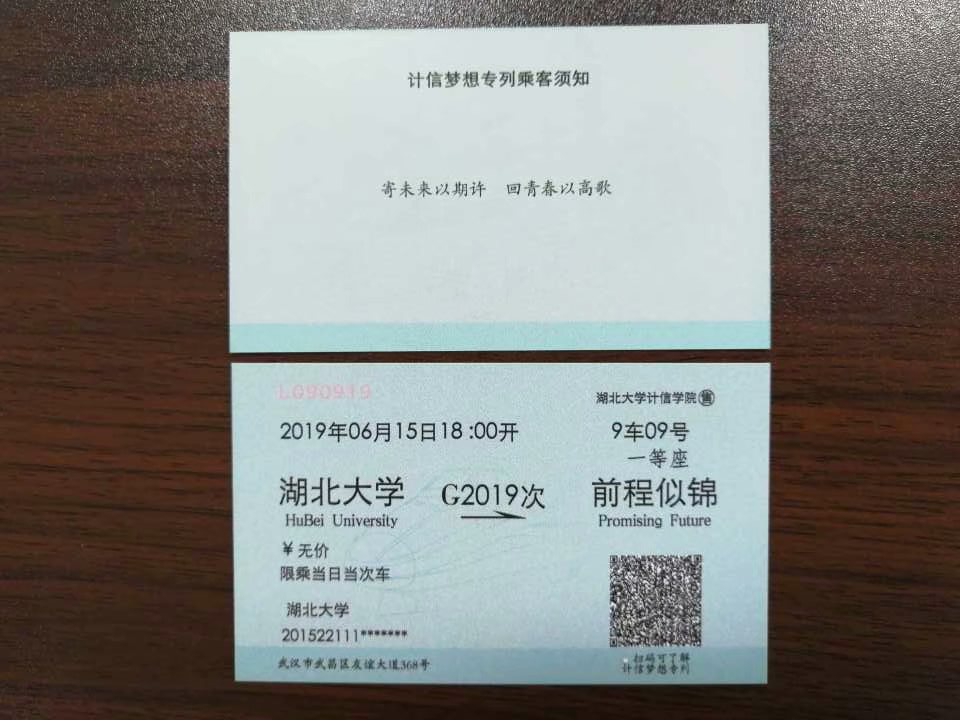 计信梦想专列乘客须知
寄未来以期许 回青春以高歌
LG90919
湖北大学计信学院售
2019年06月15日18:00开 9车09号
一等座
湖北大学 G2019次 前程似锦
HuBei University Promising Future
￥无价
限乘当日当次车
湖北大学
201522111*******
武汉市武昌区友谊大道368号
扫码可了解
计信梦想专列